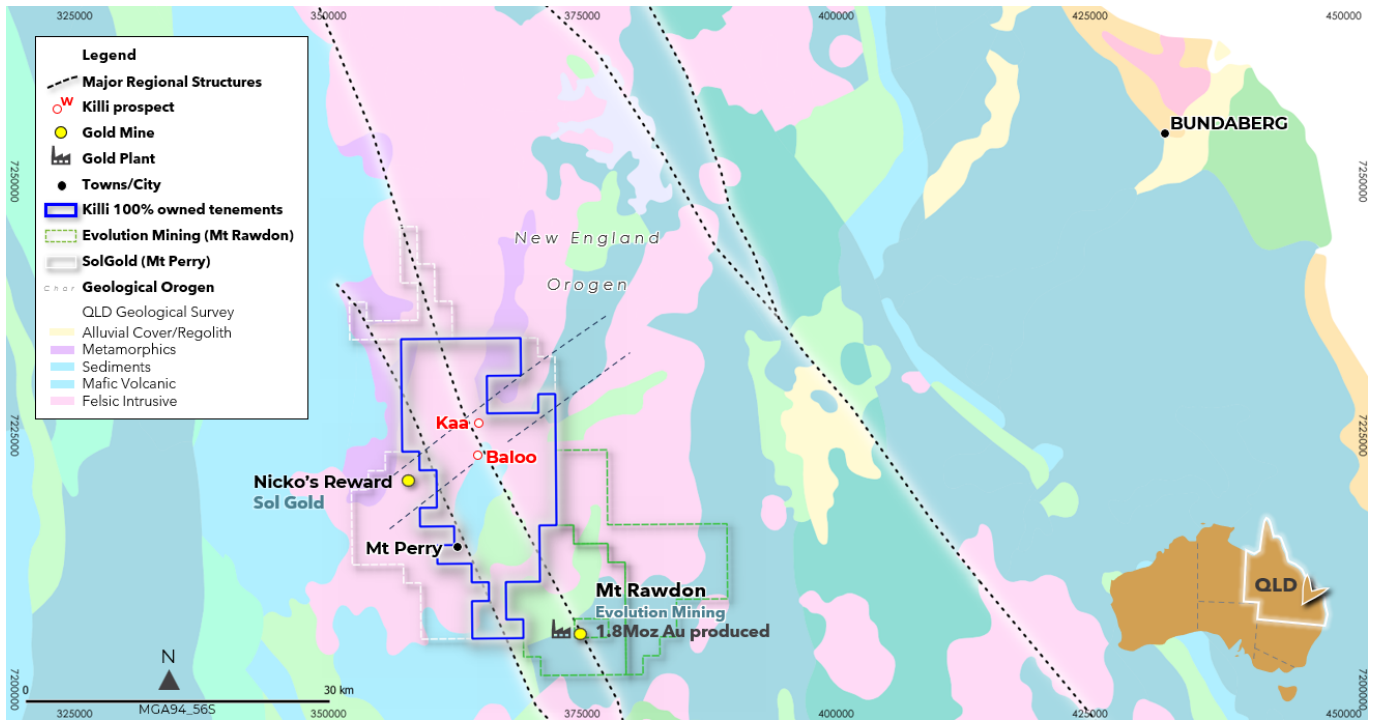 325000
350000
375000
400000
425000
450000
Legend
Major Regional Structures
W
Killi prospect
Gold Mine
Gold Plant
Towns/City
Killi 100% owned tenements
Evolution Mining (Mt Rawdon)
SolGold (Mt Perry)
Char
Geological Orogen
QLD Geological Survey
Alluvial Cover/Regolith
Metamorphics
Sediments
Mafic Volcanic
Felsic Intrusive
BUNDABERG
7250000
7250000
New England
Orogen
Kaa
Baloo
7225000
7225000
Nicko's Reward
Sol Gold
Mt Perry
Mt Rawdon
Evolution Mining
1.8Moz Au produced
QLD
N
0
30 km
MGA94_56S
7200000
7200000
325000
350000
375000
400000
425000
450000